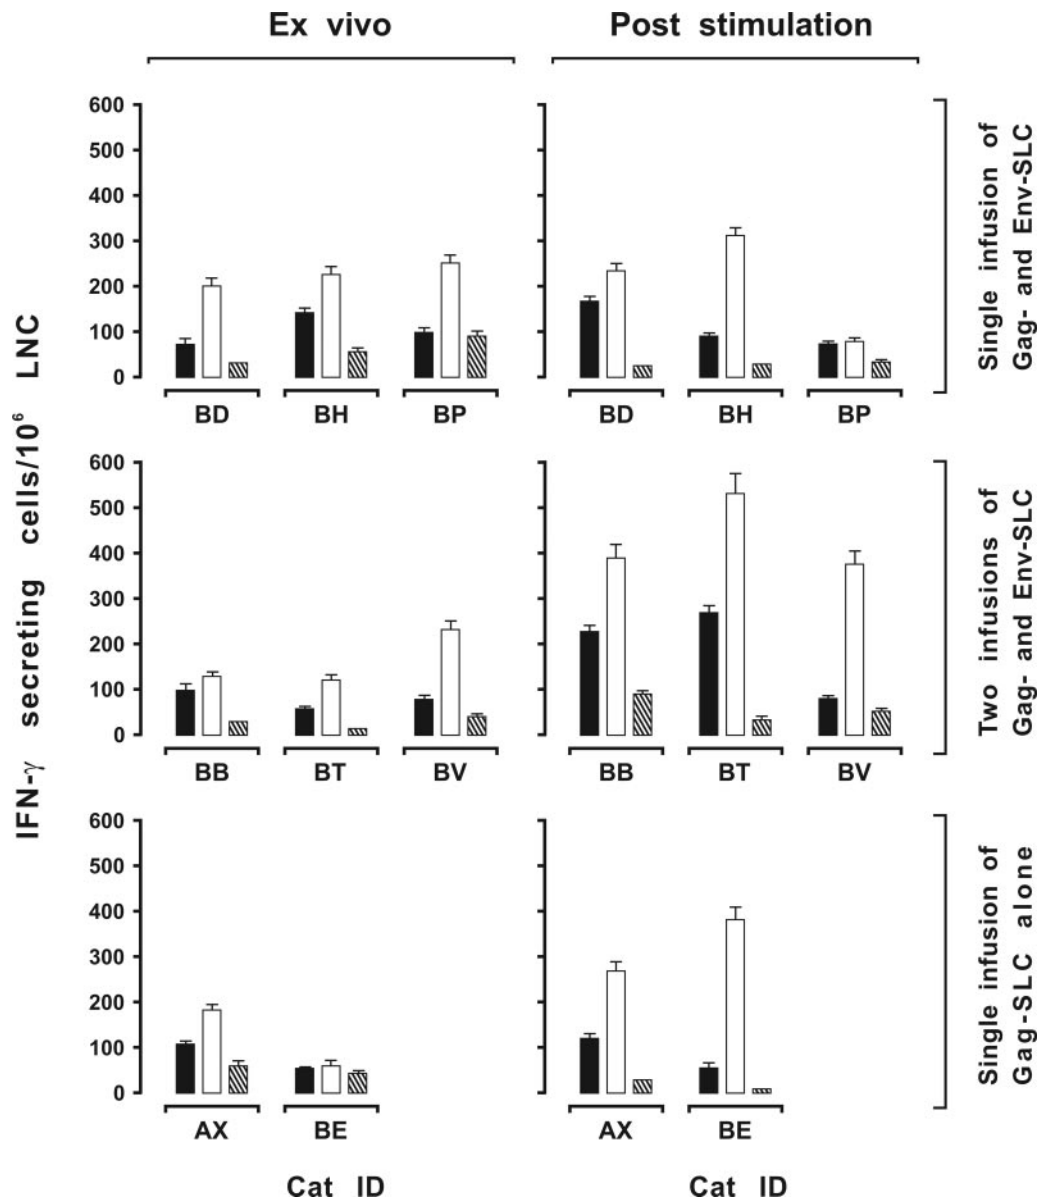 Ex vivo
Post stimulation
IFN-γ secreting cells/10⁶ LNC
600
500
400
300
200
100
0
BD BH BP
BD BH BP
Single infusion of
Gag- and Env-SLC
600
500
400
300
200
100
0
BB BT BV
BB BT BV
Two infusions of
Gag- and Env-SLC
600
500
400
300
200
100
0
AX BE
AX BE
Single infusion of
Gag-SLC alone
Cat ID
Cat ID